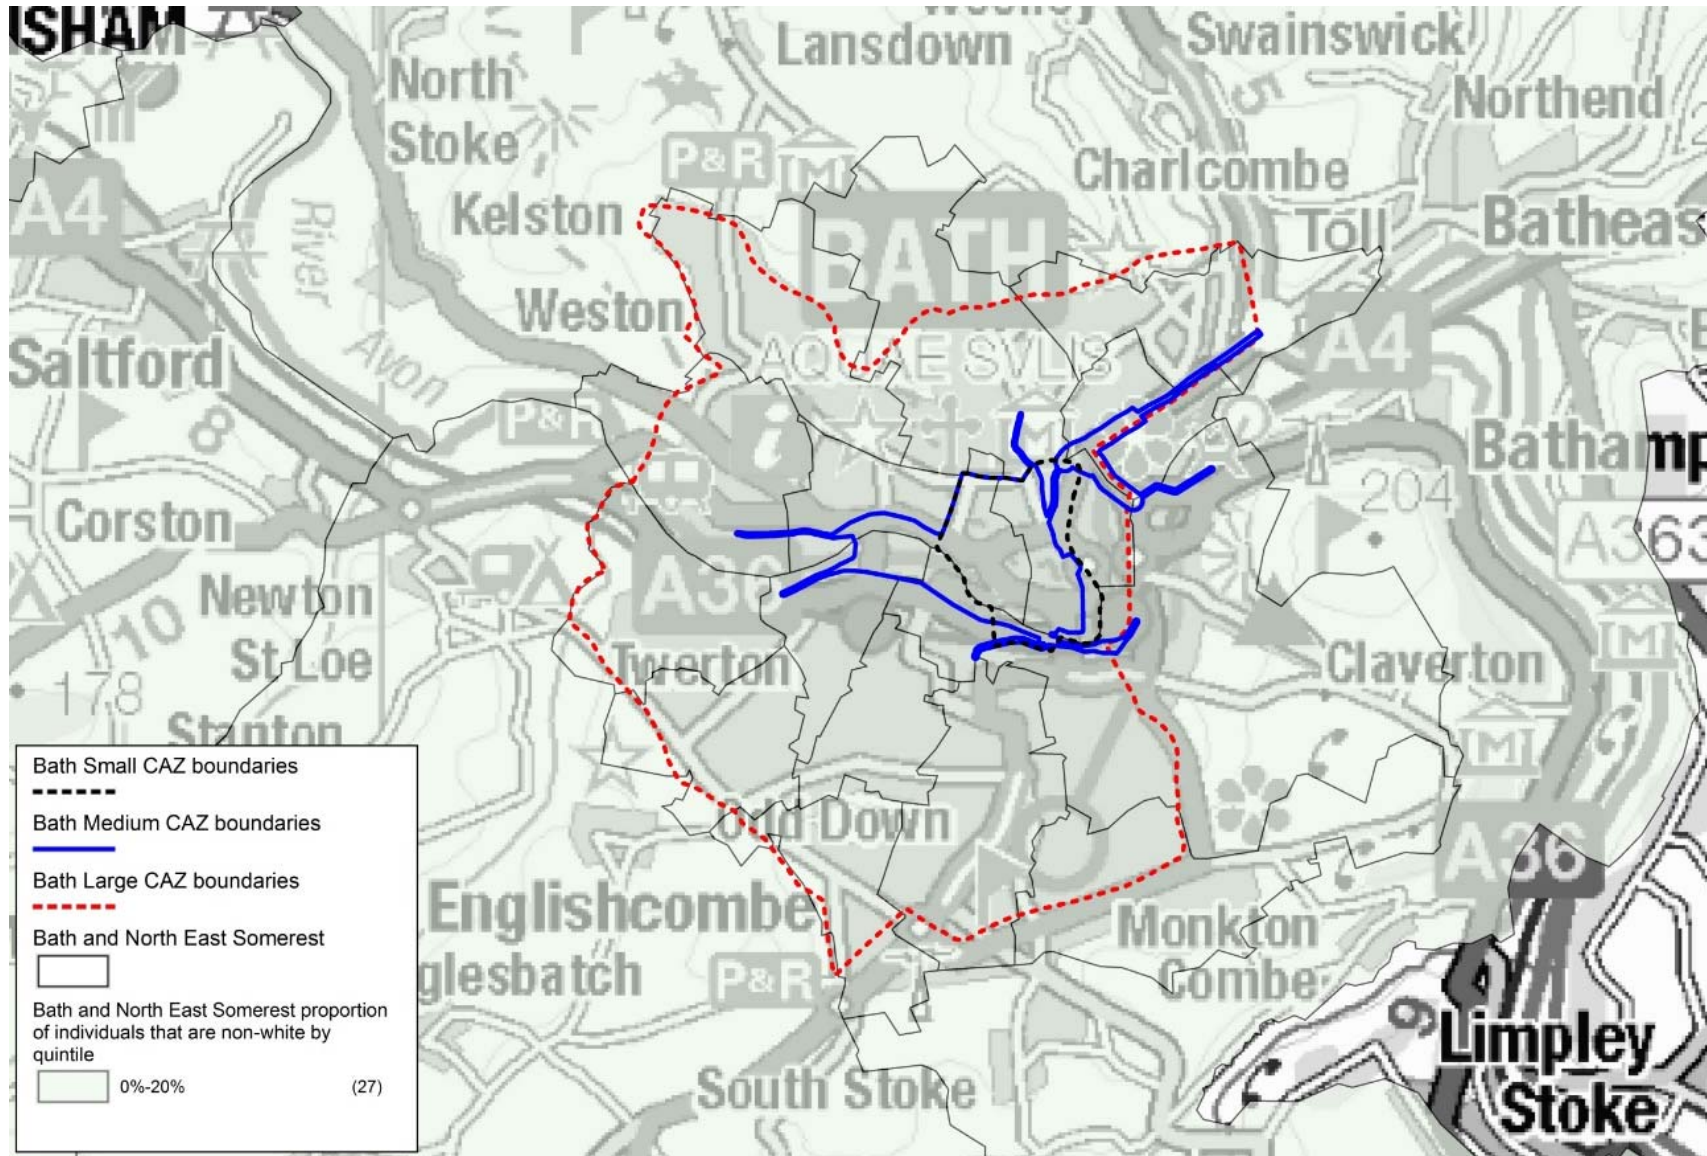 ISHAM
Lansdown
Swainswick
North
Stoke
Northend
5
P&R
M
Charlcombe
A4
Kelston
River
BATH
Toll
Batheas
Weston
Avon
A4
Saltford
AQUAE SVLIS
P&R
8
i
M
Bathamp
204
Corston
A363
A36
Newton
St Loe
10
M
Twerton
Claverton
178
Stanton
M
Odd Down
A36
Englishcombe
Monkton
Combe
glesbatch
P&R
9
Limpley
Stoke
South Stoke
Bath Small CAZ boundaries
Bath Medium CAZ boundaries
Bath Large CAZ boundaries
Bath and North East Somerest
Bath and North East Somerest proportion
of individuals that are non-white by
quintile
0%-20% (27)